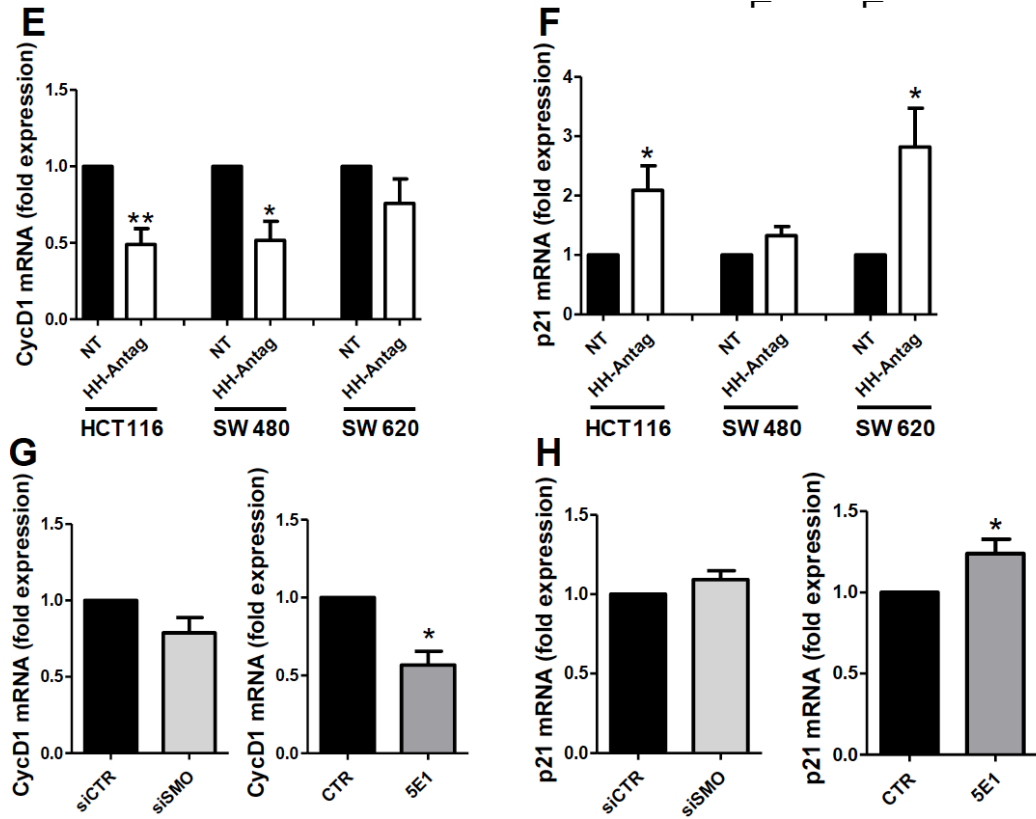 E
CycD1 mRNA (fold expression)
1.5
1.0
0.5
0.0
** * 
NT HH-Antag NT HH-Antag NT HH-Antag
HCT116 SW 480 SW 620
F
p21 mRNA (fold expression)
4
3
2
1
0
* *
NT HH-Antag NT HH-Antag NT HH-Antag
HCT116 SW 480 SW 620
G
CycD1 mRNA (fold expression)
1.5
1.0
0.5
0.0
siCTR siSMO
CycD1 mRNA (fold expression)
1.5
1.0
0.5
0.0
*
CTR 5E1
H
p21 mRNA (fold expression)
1.5
1.0
0.5
0.0
siCTR siSMO
p21 mRNA (fold expression)
1.5
1.0
0.5
0.0
*
CTR 5E1